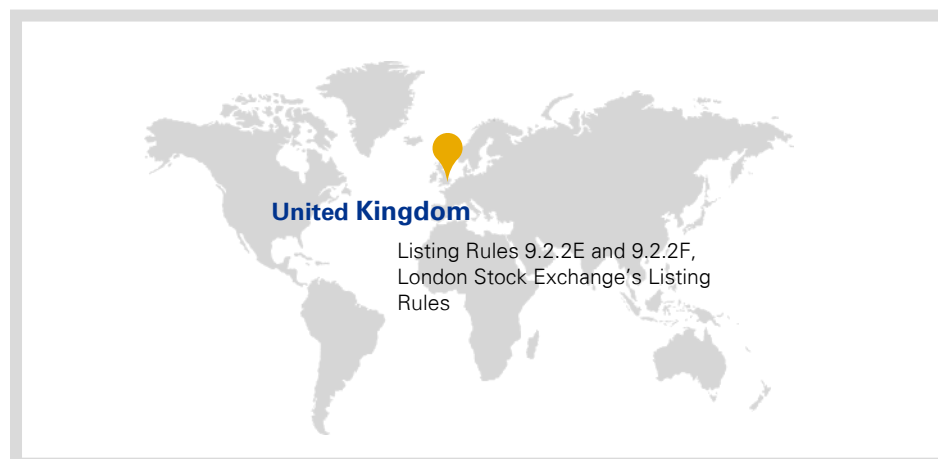 United Kingdom
Listing Rules 9.2.2E and 9.2.2F,
London Stock Exchange’s Listing
Rules